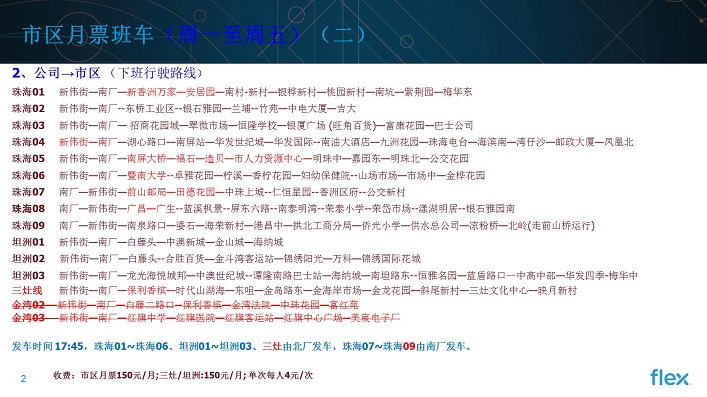 市区月票班车（周一至周五）（二）
2、公司→市区（下班行驶路线）
珠海01 新伟街—南厂—新香洲万家—安居园—南村-新村—银桦新村—桃园新村—南坑—紫荆园—梅华东
珠海02 新伟街—南厂--东桥工业区--银石雅园—兰埔--竹苑—中电大厦—吉大
珠海03 新伟街—南厂— 招商花园城—翠微市场—恒隆学校—银厦广场 (旺角百货)—富康花园—巴士公司
珠海04 新伟街—南厂—湖心路口—南屏站—华发世纪城—华发国际--南油大酒店—九洲花园—珠海电台—海滨南—湾仔沙—邮政大厦—凤凰北
珠海05 新伟街—南厂—南屏大桥—福石—造贝—市人力资源中心—明珠中—嘉园东—明珠北—公交花园
珠海06 新伟街—南厂—暨南大学--卓雅花园—柠溪—香柠花园—妇幼保健院--山场市场—市场中—金桦花园
珠海07 南厂—新伟街—前山邮局—田德花园—中珠上城--仁恒星园--香洲区府--公交新村
珠海08 南厂—新伟街—广昌—广生--蓝溪枫景--屏东六路--南泰明湾--荣泰小学--荣岱市场--漾湖明居--银石雅园南
珠海09 南厂—新伟街—南泉路口—婆石—海荣新村—港昌中—拱北工商分局—侨光小学—供水总公司—凉粉桥—北岭(走前山桥运行)
坦洲01 新伟街—南厂—白藤头—中澳新城—金山城—海纳城
坦洲02 新伟街—南厂—白藤头--合胜百货—金斗湾客运站—锦绣阳光—万科—锦绣国际花城
坦洲03 新伟街—南厂—龙光海悦城邦—中澳世纪城--谭隆南路巴士站—海纳城—南坦路东--恒雅名园—蓝盾路口一中高中部—华发四季-梅华中
三灶线 新伟街—南厂—保利香槟—时代山湖海—东咀—金岛路东—金海岸市场—金龙花园—斜尾新村—三灶文化中心—映月新村
金湾02 新伟街—南厂—白藤二路口--保利香槟—金湾法院—中珠花园—富红苑
金湾03 新伟街—南厂—红旗中学—红旗医院—红旗客运站—红旗中心广场--美宸电子厂
发车时间 17:45，珠海01~珠海06、坦洲01~坦洲03、三灶由北厂发车，珠海07~珠海09由南厂发车。
收费：市区月票150元/月;三灶/坦洲:150元/月; 单次每人4元/次
2
flex